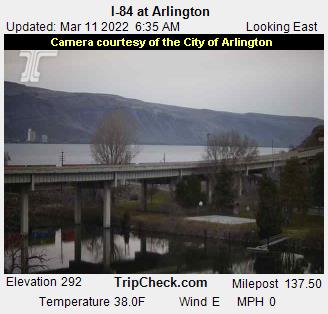 I-84 at Arlington
Updated: Mar 11 2022 6:35 AM Looking East
Camera courtesy of the City of Arlington
Elevation 292 TripCheck.com Milepost 137.50
Temperature 38.0F Wind E MPH 0